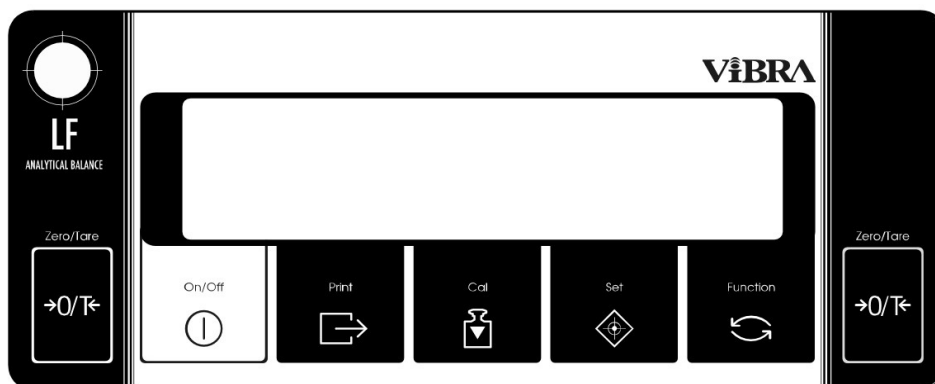 ViBRA
LF
ANALYTICAL BALANCE
Zero/Tare
Zero/Tare
On/Off
Print
Cal
Set
Function
→0/T←
→0/T←